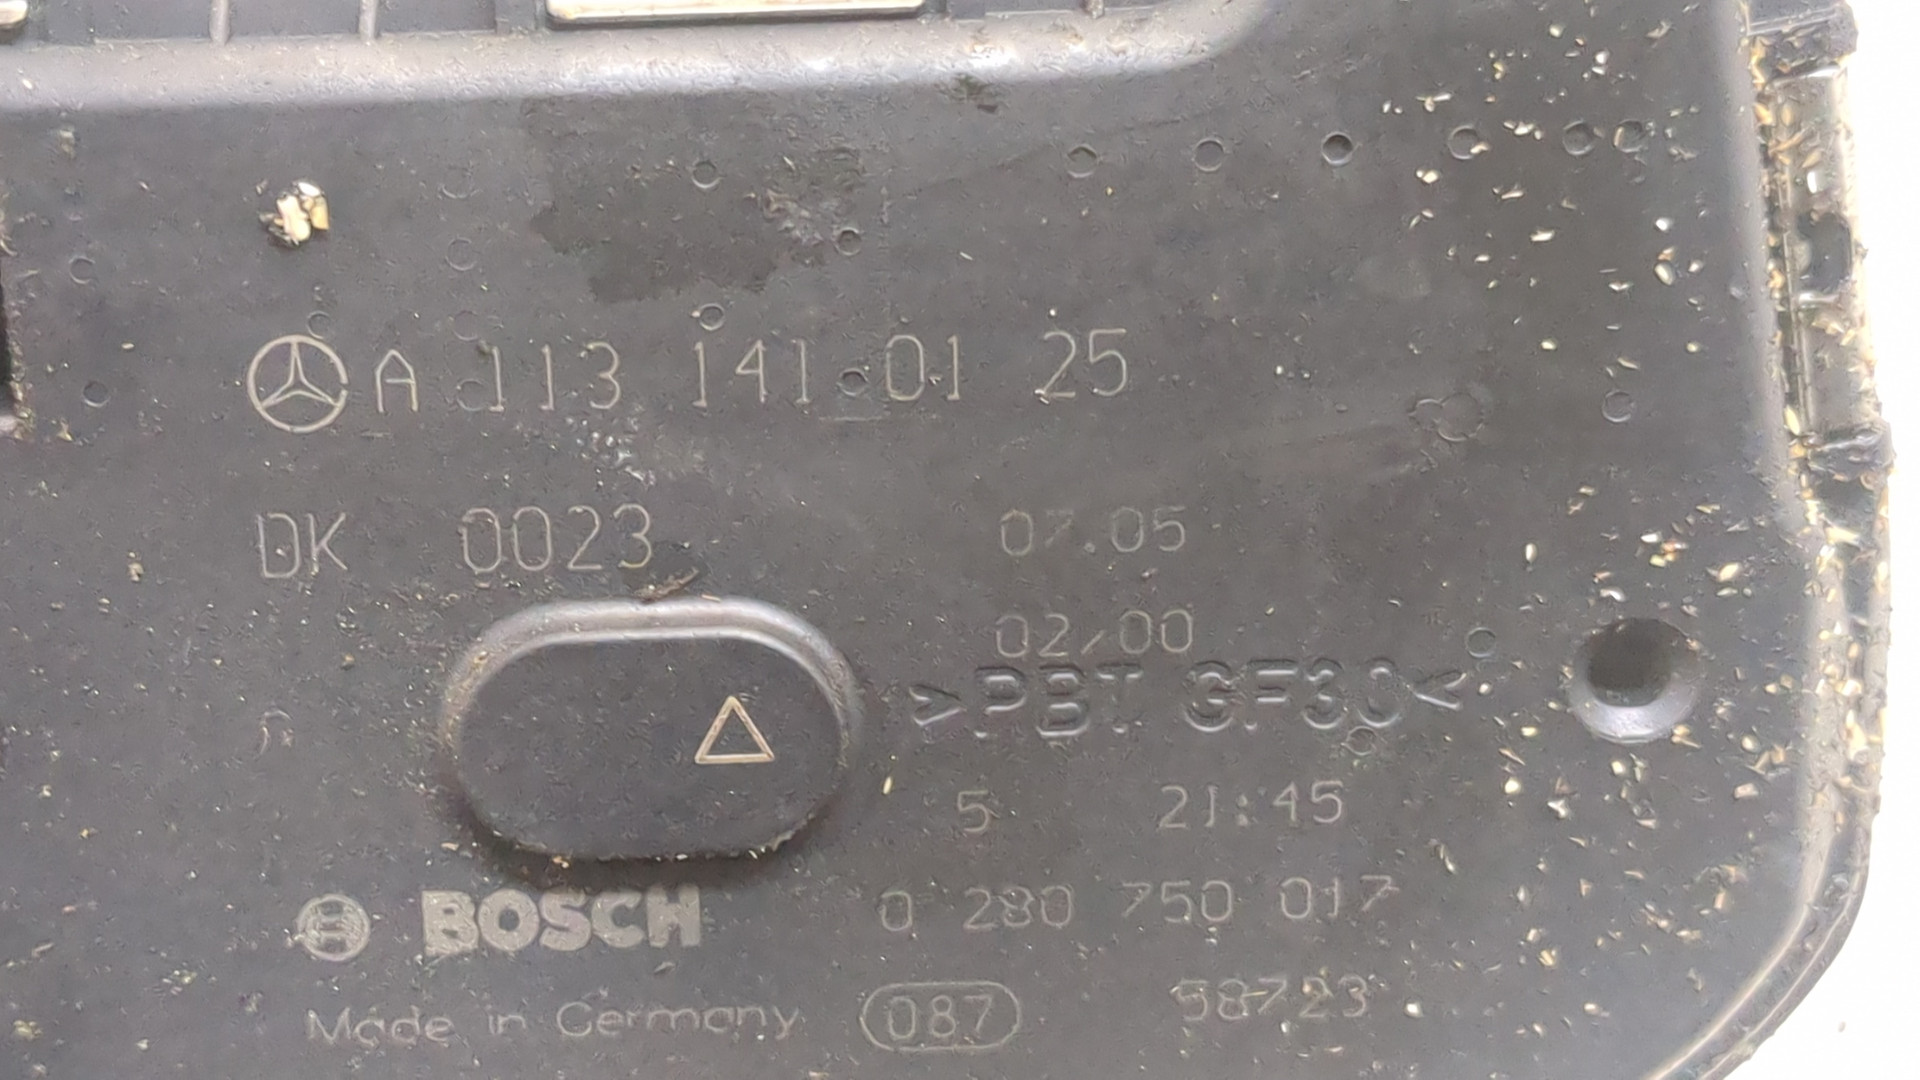 A 113 141 01 25
DK 0023 07.05
02/00
>PBT GF30<
5 21:45
BOSCH 0 280 750 017
Made in Germany 087 58723